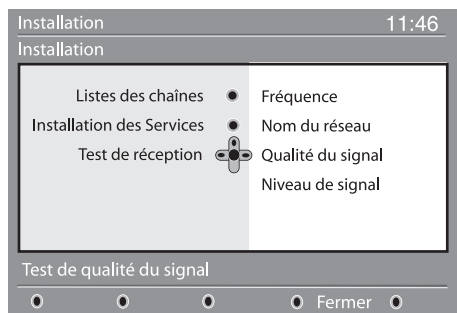 Installation 11:46
Installation
Listes des chaînes
Installation des Services
Test de réception
Fréquence
Nom du réseau
Qualité du signal
Niveau de signal
Test de qualité du signal
Fermer